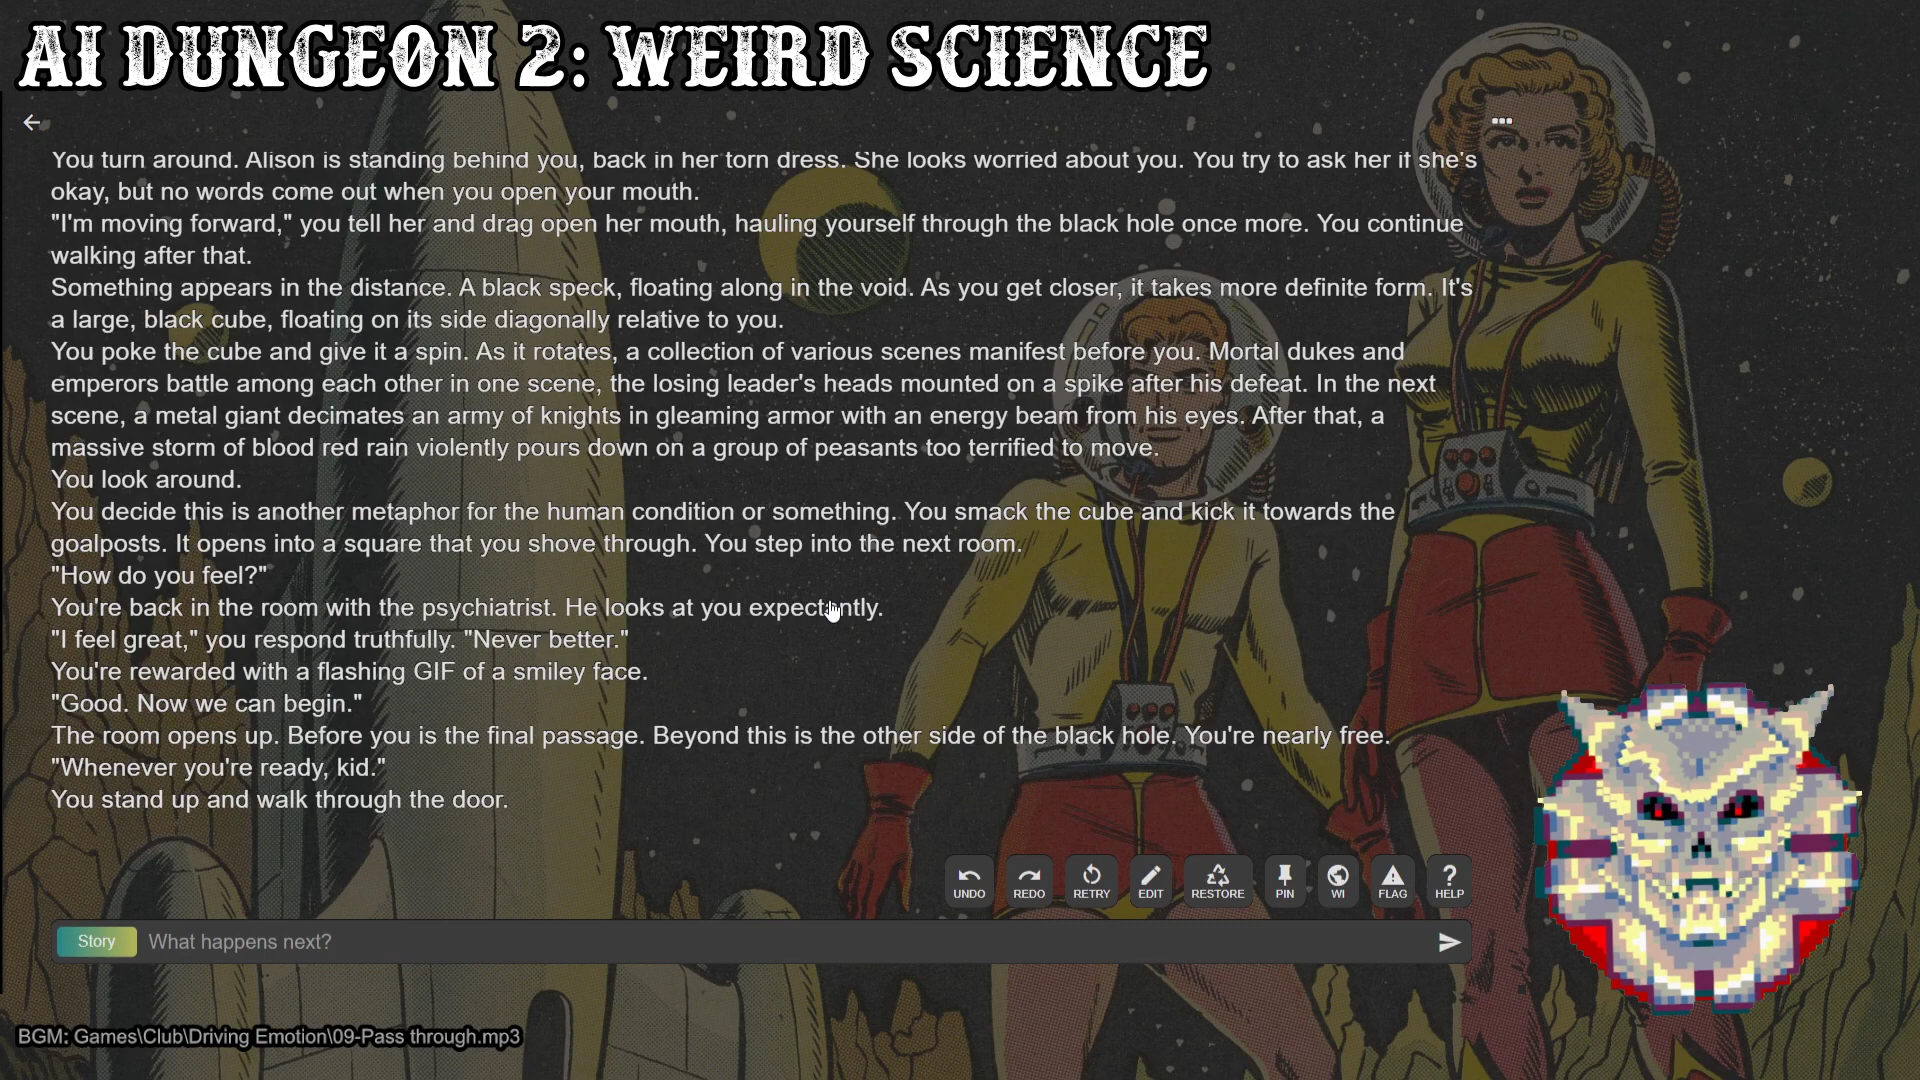 AI DUNGEON 2: WEIRD SCIENCE
You turn around. Alison is standing behind you, back in her torn dress. She looks worried about you. You try to ask her if she's
okay, but no words come out when you open your mouth.
"I'm moving forward," you tell her and drag open her mouth, hauling yourself through the black hole once more. You continue
walking after that.
Something appears in the distance. A black speck, floating along in the void. As you get closer, it takes more definite form. It's
a large, black cube, floating on its side diagonally relative to you.
You poke the cube and give it a spin. As it rotates, a collection of various scenes manifest before you. Mortal dukes and
emperors battle among each other in one scene, the losing leader's heads mounted on a spike after his defeat. In the next
scene, a metal giant decimates an army of knights in gleaming armor with an energy beam from his eyes. After that, a
massive storm of blood red rain violently pours down on a group of peasants too terrified to move.
You look around.
You decide this is another metaphor for the human condition or something. You smack the cube and kick it towards the
goalposts. It opens into a square that you shove through. You step into the next room.
"How do you feel?"
You're back in the room with the psychiatrist. He looks at you expectantly.
"I feel great," you respond truthfully. "Never better."
You're rewarded with a flashing GIF of a smiley face.
"Good. Now we can begin."
The room opens up. Before you is the final passage. Beyond this is the other side of the black hole. You're nearly free.
"Whenever you're ready, kid."
You stand up and walk through the door.
UNDO REDO RETRY EDIT RESTORE PIN WI FLAG HELP
Story What happens next?
BGM: Games\Club\Driving Emotion\09-Pass through.mp3